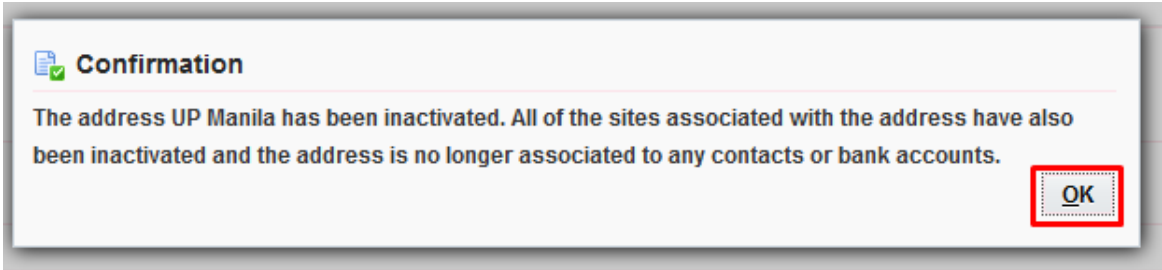 Confirmation
The address UP Manila has been inactivated. All of the sites associated with the address have also
been inactivated and the address is no longer associated to any contacts or bank accounts.
OK